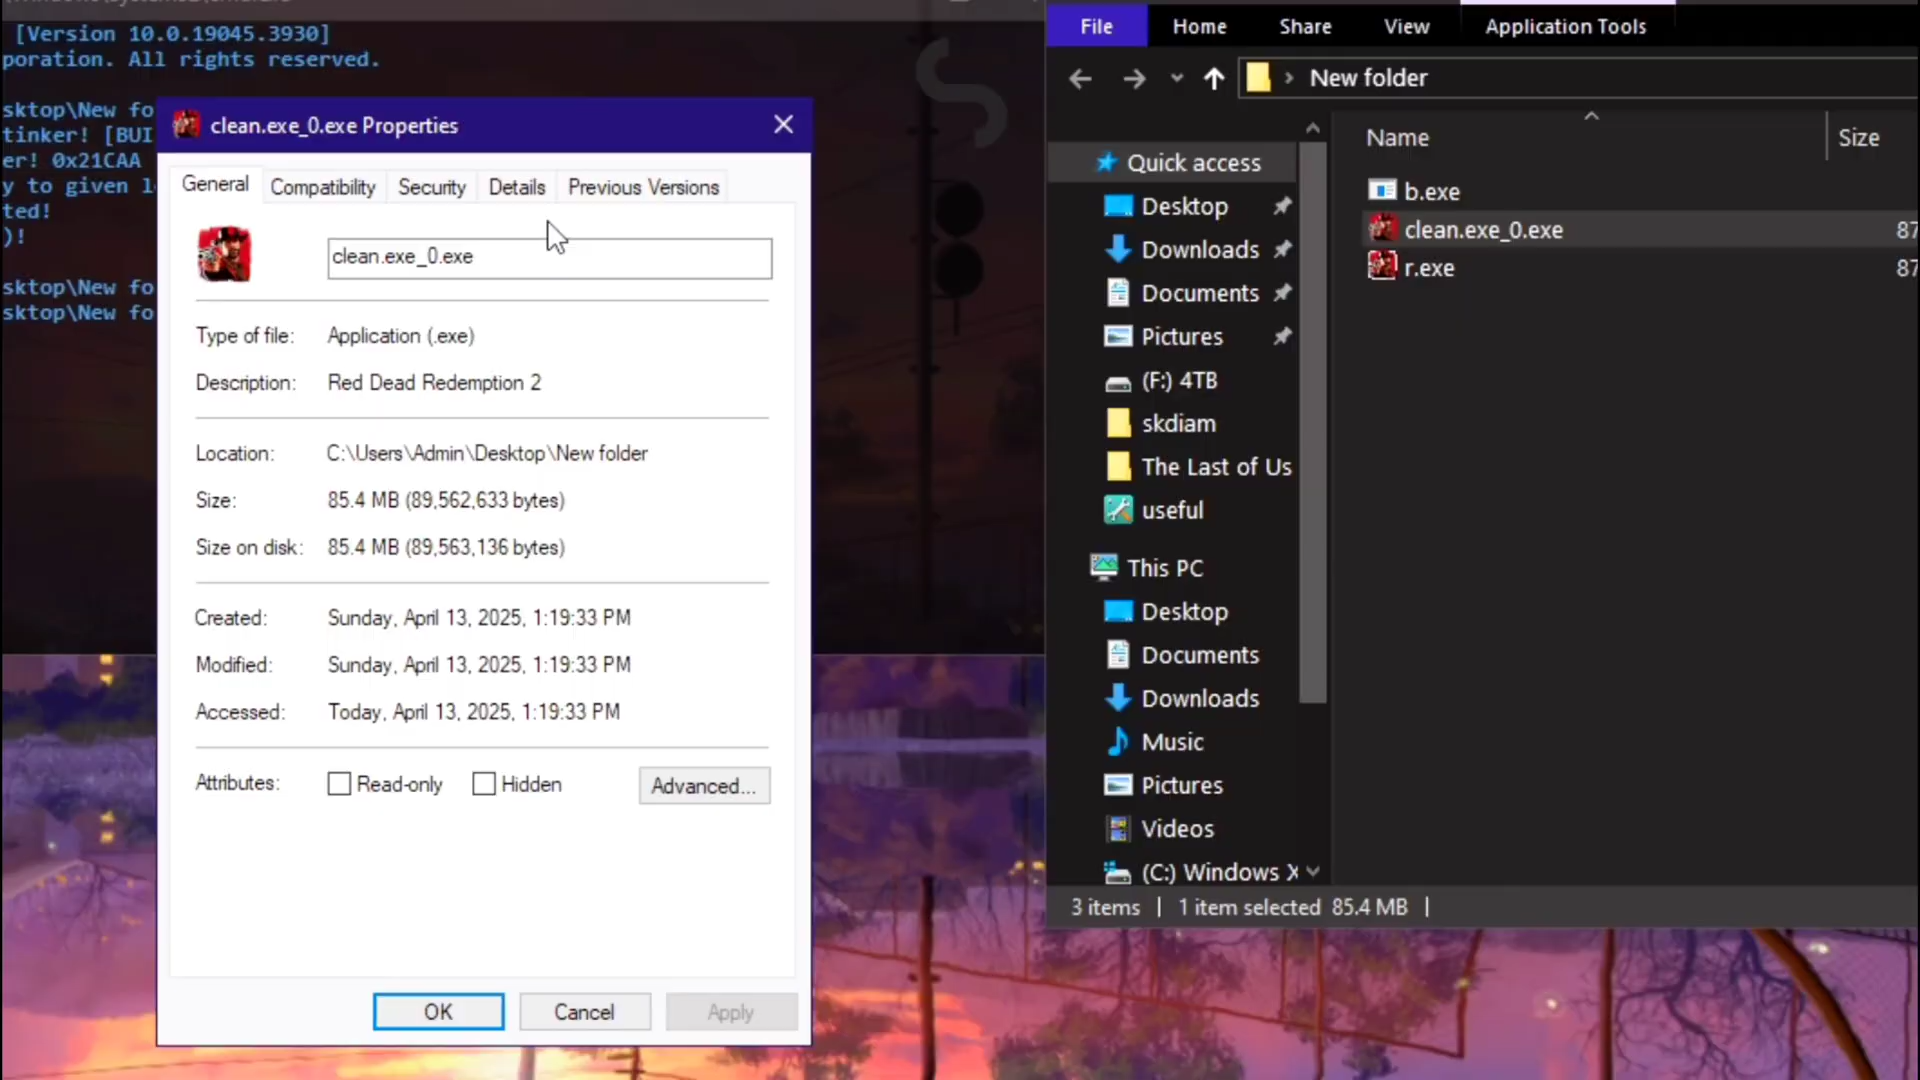 [Version 10.0.19045.3930]
poration. All rights reserved.
sktop\New fo
tinker! [BUI
er! 0x21CAA
y to given l
ted!
)!
sktop\New fo
sktop\New fo
clean.exe_0.exe Properties
General
Compatibility
Security
Details
Previous Versions
clean.exe_0.exe
Type of file:
Application (.exe)
Description:
Red Dead Redemption 2
Location:
C:\Users\Admin\Desktop\New folder
Size:
85.4 MB (89,562,633 bytes)
Size on disk:
85.4 MB (89,563,136 bytes)
Created:
Sunday, April 13, 2025, 1:19:33 PM
Modified:
Sunday, April 13, 2025, 1:19:33 PM
Accessed:
Today, April 13, 2025, 1:19:33 PM
Attributes:
Read-only
Hidden
Advanced...
OK
Cancel
Apply
File
Home
Share
View
Application Tools
New folder
Name
Size
Quick access
Desktop
Downloads
Documents
Pictures
(F:) 4TB
skdiam
The Last of Us
useful
This PC
Desktop
Documents
Downloads
Music
Pictures
Videos
(C:) Windows X
b.exe
clean.exe_0.exe
87
r.exe
87
3 items
1 item selected 85.4 MB